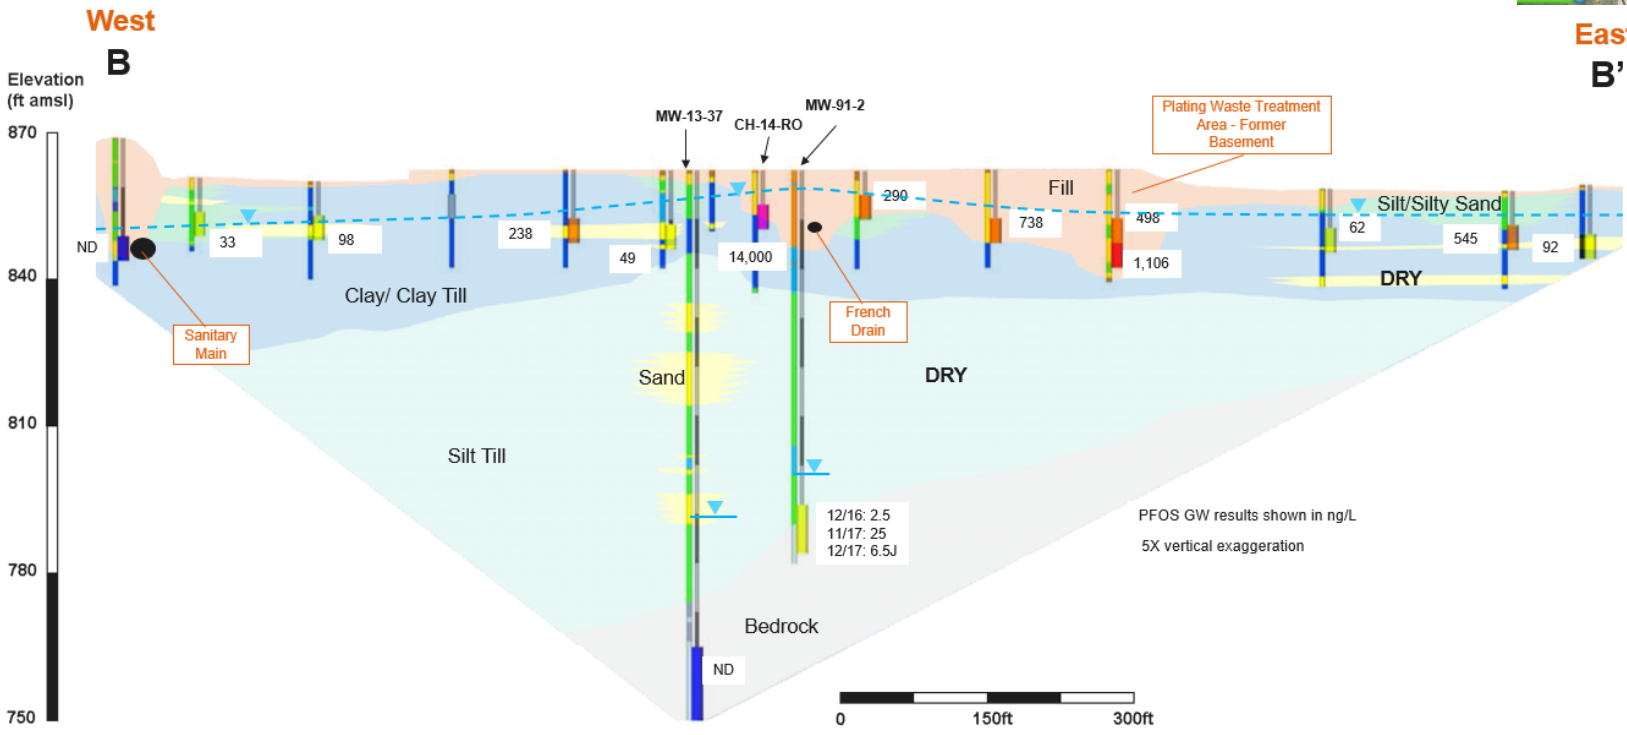 West
East
B
B'
Elevation
(ft amsl)
MW-91-2
MW-13-37
CH-14-RO
Plating Waste Treatment
Area - Former
Basement
870
Fill
290
Silt/Silty Sand
738
498
62
545
92
ND
33
98
238
49
14,000
1,106
840
Clay/ Clay Till
DRY
Sanitary
Main
French
Drain
Sand
DRY
810
Silt Till
12/16: 2.5
11/17: 25
12/17: 6.5J
PFOS GW results shown in ng/L
5X vertical exaggeration
780
Bedrock
ND
750
0
150ft
300ft